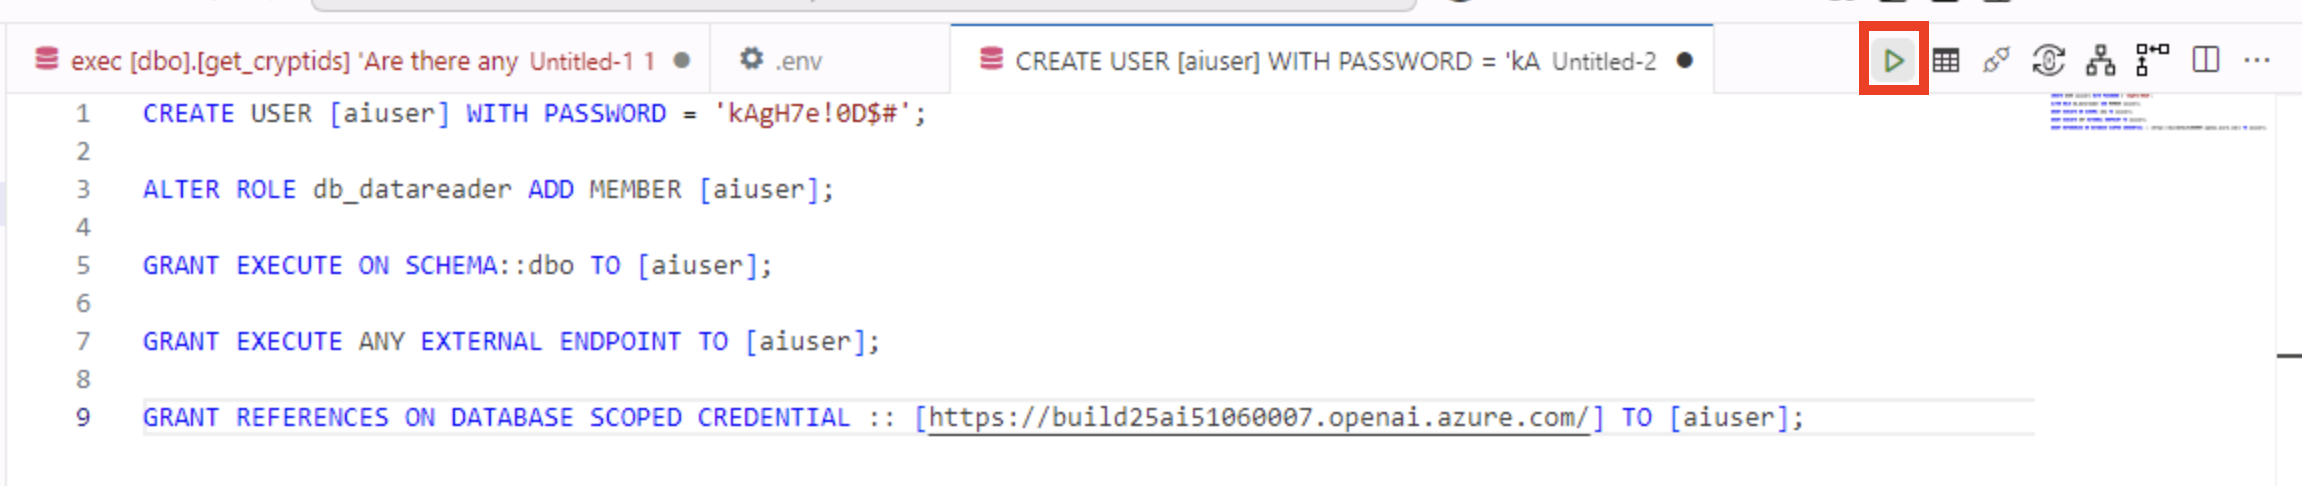 exec [dbo].[get_cryptids] 'Are there any Untitled-1 1
.env
CREATE USER [aiuser] WITH PASSWORD = 'kA Untitled-2
1 CREATE USER [aiuser] WITH PASSWORD = 'kAgH7e!0D$#';
2
3 ALTER ROLE db_datareader ADD MEMBER [aiuser];
4
5 GRANT EXECUTE ON SCHEMA::dbo TO [aiuser];
6
7 GRANT EXECUTE ANY EXTERNAL ENDPOINT TO [aiuser];
8
9 GRANT REFERENCES ON DATABASE SCOPED CREDENTIAL :: [https://build25ai51060007.openai.azure.com/] TO [aiuser];